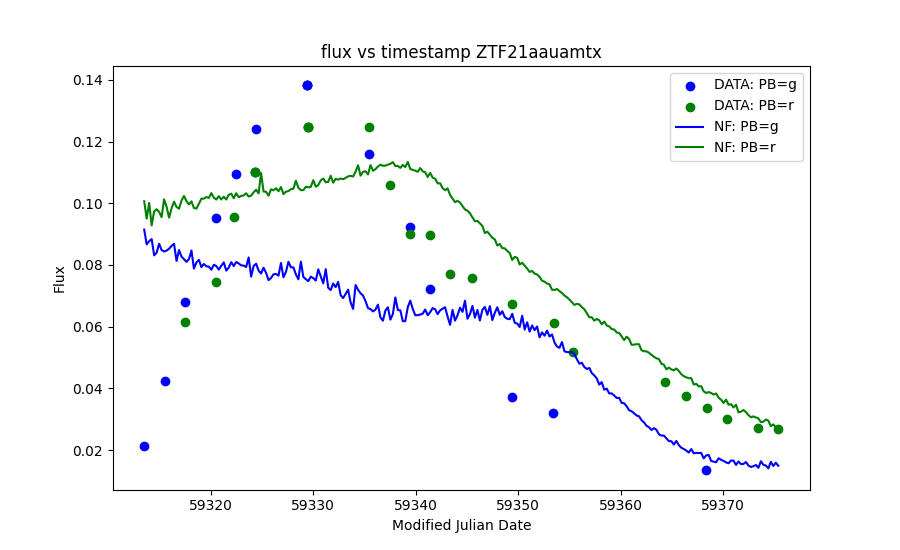 flux vs timestamp ZTF21aauamtx
DATA: PB=g
DATA: PB=r
NF: PB=g
NF: PB=r
Flux
0.14
0.12
0.10
0.08
0.06
0.04
0.02
59320 59330 59340 59350 59360 59370
Modified Julian Date